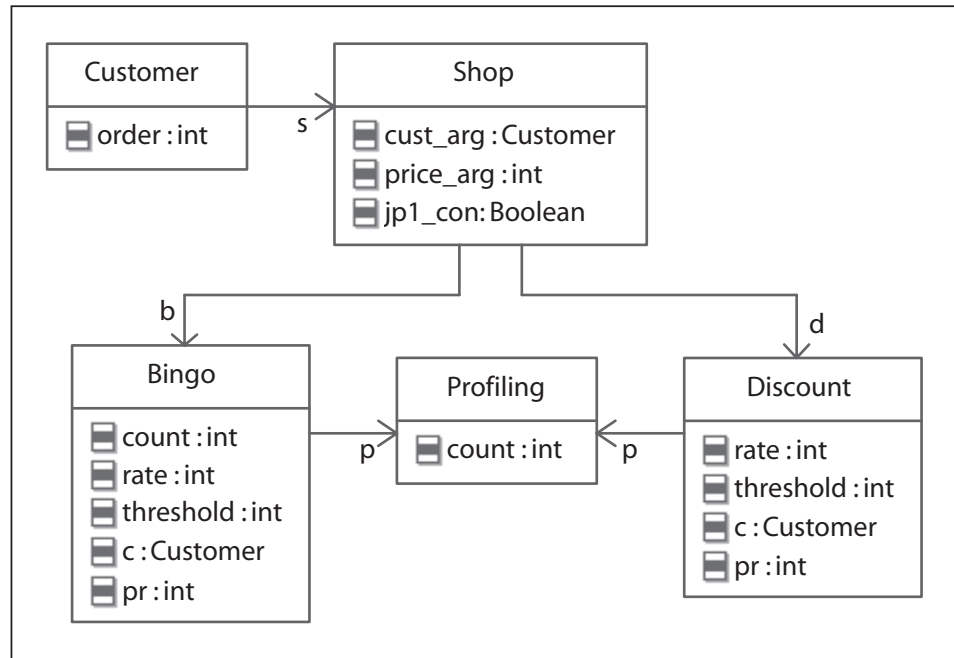 Customer
order : int
s
Shop
cust_arg : Customer
price_arg : int
jp1_con: Boolean
b
d
Bingo
count : int
rate : int
threshold : int
c : Customer
pr : int
p
Profiling
count : int
p
Discount
rate : int
threshold : int
c : Customer
pr : int